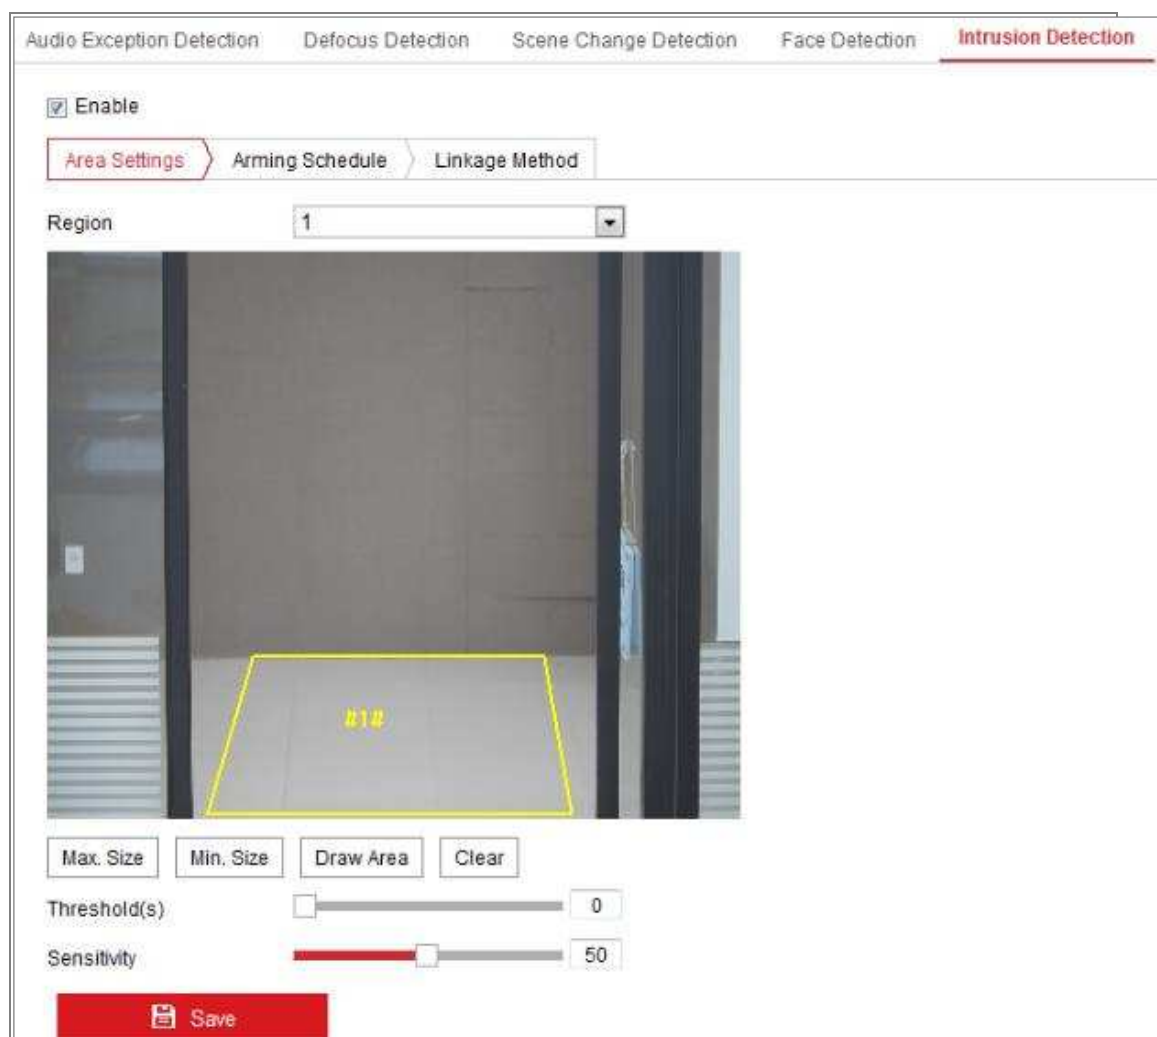 Audio Exception Detection Defocus Detection Scene Change Detection Face Detection Intrusion Detection
Enable
Area Settings Arming Schedule Linkage Method
Region 1
#1#
Max. Size Min. Size Draw Area Clear
Threshold(s) 0
Sensitivity 50
Save